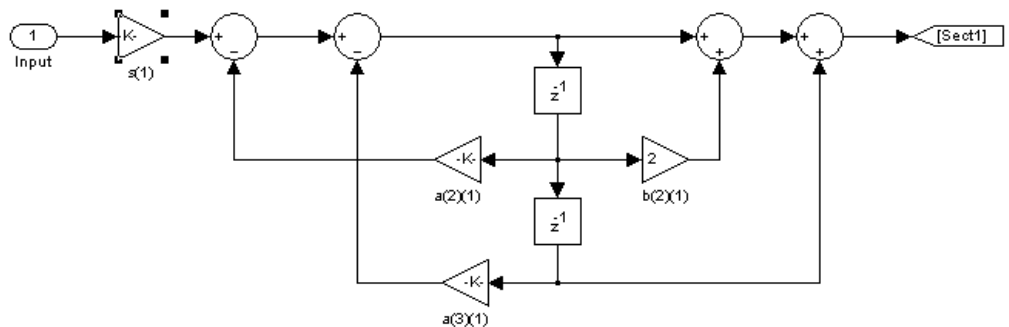 1
Input
K-
s(1)
+
−
+
−
+
+
+
+
[Sect1]
z-1
-K-
a(2)(1)
2
b(2)(1)
z-1
-K-
a(3)(1)